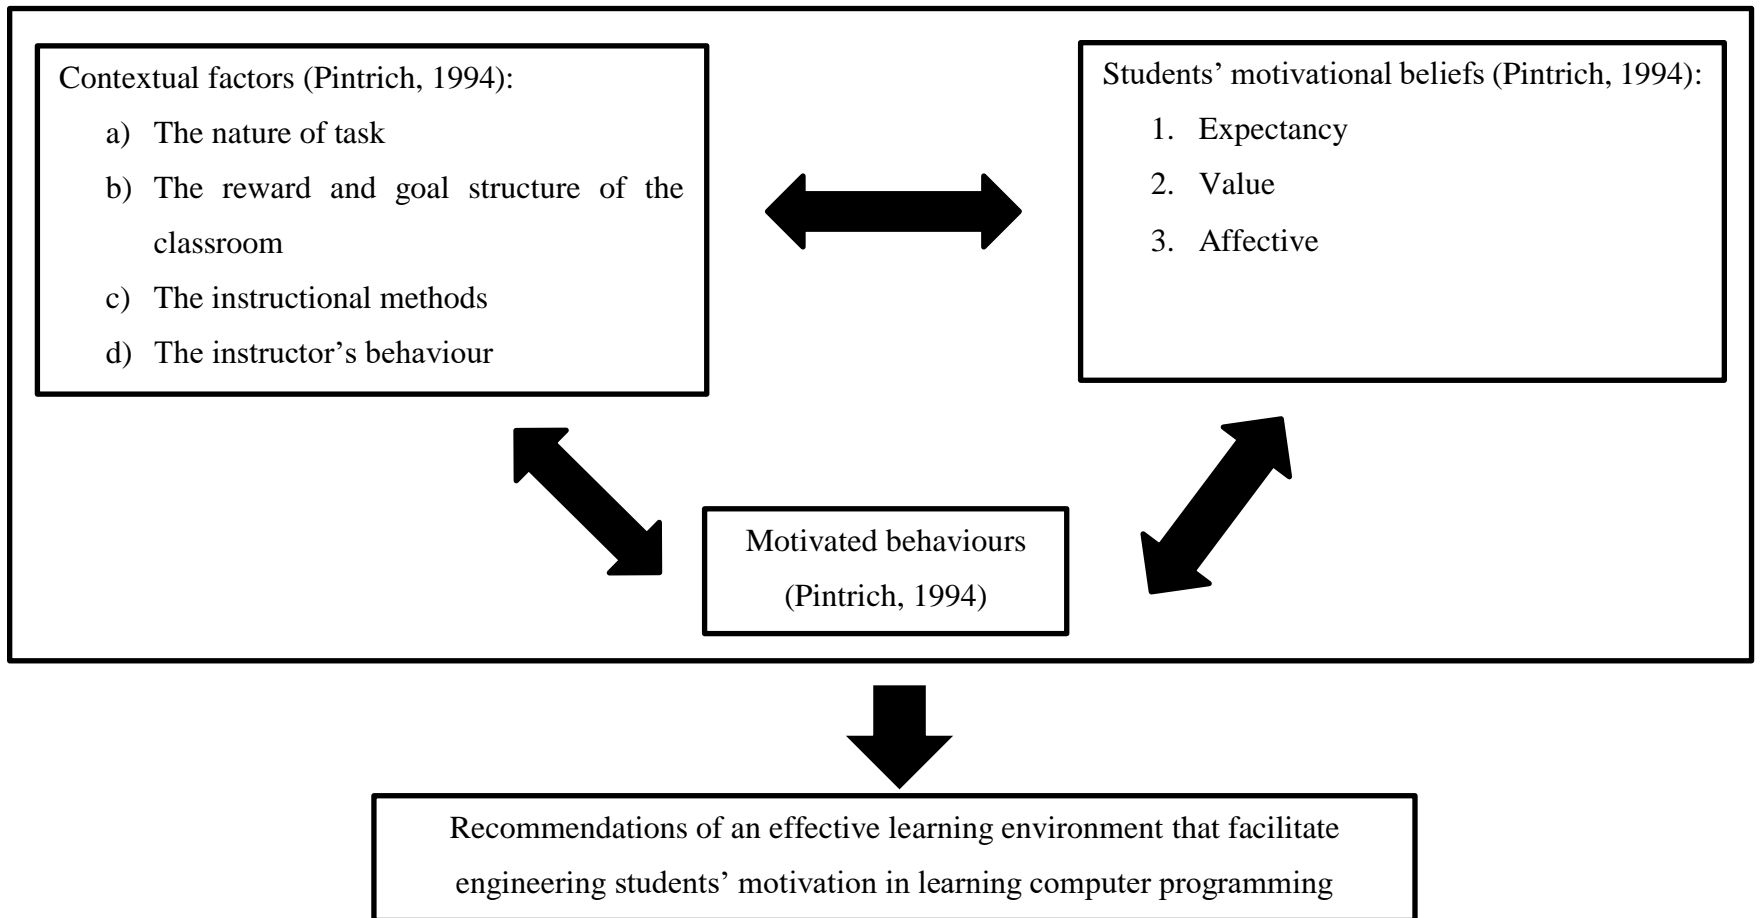 Contextual factors (Pintrich, 1994):
a) The nature of task
b) The reward and goal structure of the
classroom
c) The instructional methods
d) The instructor’s behaviour
Students’ motivational beliefs (Pintrich, 1994):
1. Expectancy
2. Value
3. Affective
Motivated behaviours
(Pintrich, 1994)
Recommendations of an effective learning environment that facilitate
engineering students’ motivation in learning computer programming